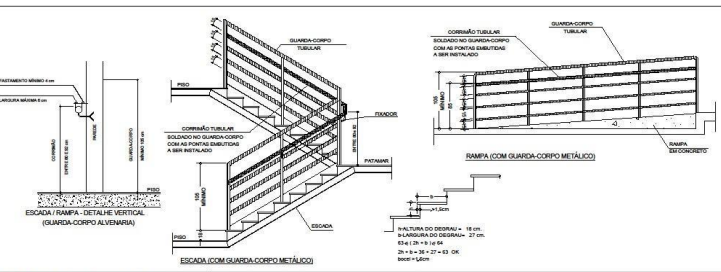 AFASTAMENTO MÍNIMO 4 cm
LARGURA MÁXIMA 6 cm
CORRIMÃO
PAREDE
GUARDA-CORPO
MÍNIMO 105 cm
PISO
ESCADA / RAMPA - DETALHE VERTICAL
(GUARDA-CORPO ALVENARIA)
GUARDA-CORPO
TUBULAR
PISO
CORRIMÃO TUBULAR
SOLDADO NO GUARDA-CORPO
COM AS PONTAS EMBUTIDAS
A SER INSTALADO
FIXADOR
PATAMAR
105
MÍNIMO
ESCADA
PISO
ESCADA (COM GUARDA-CORPO METÁLICO)
GUARDA-CORPO
TUBULAR
CORRIMÃO TUBULAR
SOLDADO NO GUARDA-CORPO
COM AS PONTAS EMBUTIDAS
A SER INSTALADO
105
MÍNIMO
RAMPA
EM CONCRETO
RAMPA (COM GUARDA-CORPO METÁLICO)
b
h-ALTURA DO DEGRAU = 18 cm.
b-LARGURA DO DEGRAU= 27 cm.
2h + b = 36 + 27 = 63 OK